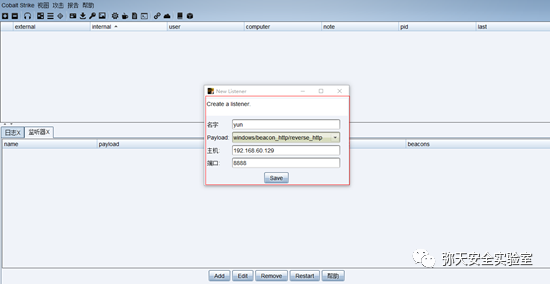 Cobalt Strike 视图 攻击 报告 帮助
external internal user computer note pid last
New Listener
Create a listener.
名字 yun
Payload: windows/beacon_http/reverse_http
主机: 192.168.60.129
端口: 8888
Save
日志X 监听器X
name payload beacons
弥天安全实验室
Add Edit Remove Restart 帮助